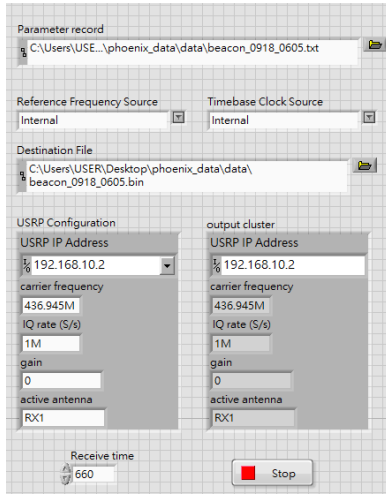 Parameter record
C:\Users\USE...\phoenix_data\data\beacon_0918_0605.txt
Reference Frequency Source
Timebase Clock Source
Internal
Internal
Destination File
C:\Users\USER\Desktop\phoenix_data\data\
beacon_0918_0605.bin
USRP Configuration
USRP IP Address
192.168.10.2
carrier frequency
436.945M
IQ rate (S/s)
1M
gain
0
active antenna
RX1
output cluster
USRP IP Address
192.168.10.2
carrier frequency
436.945M
IQ rate (S/s)
1M
gain
0
active antenna
RX1
Receive time
660
Stop